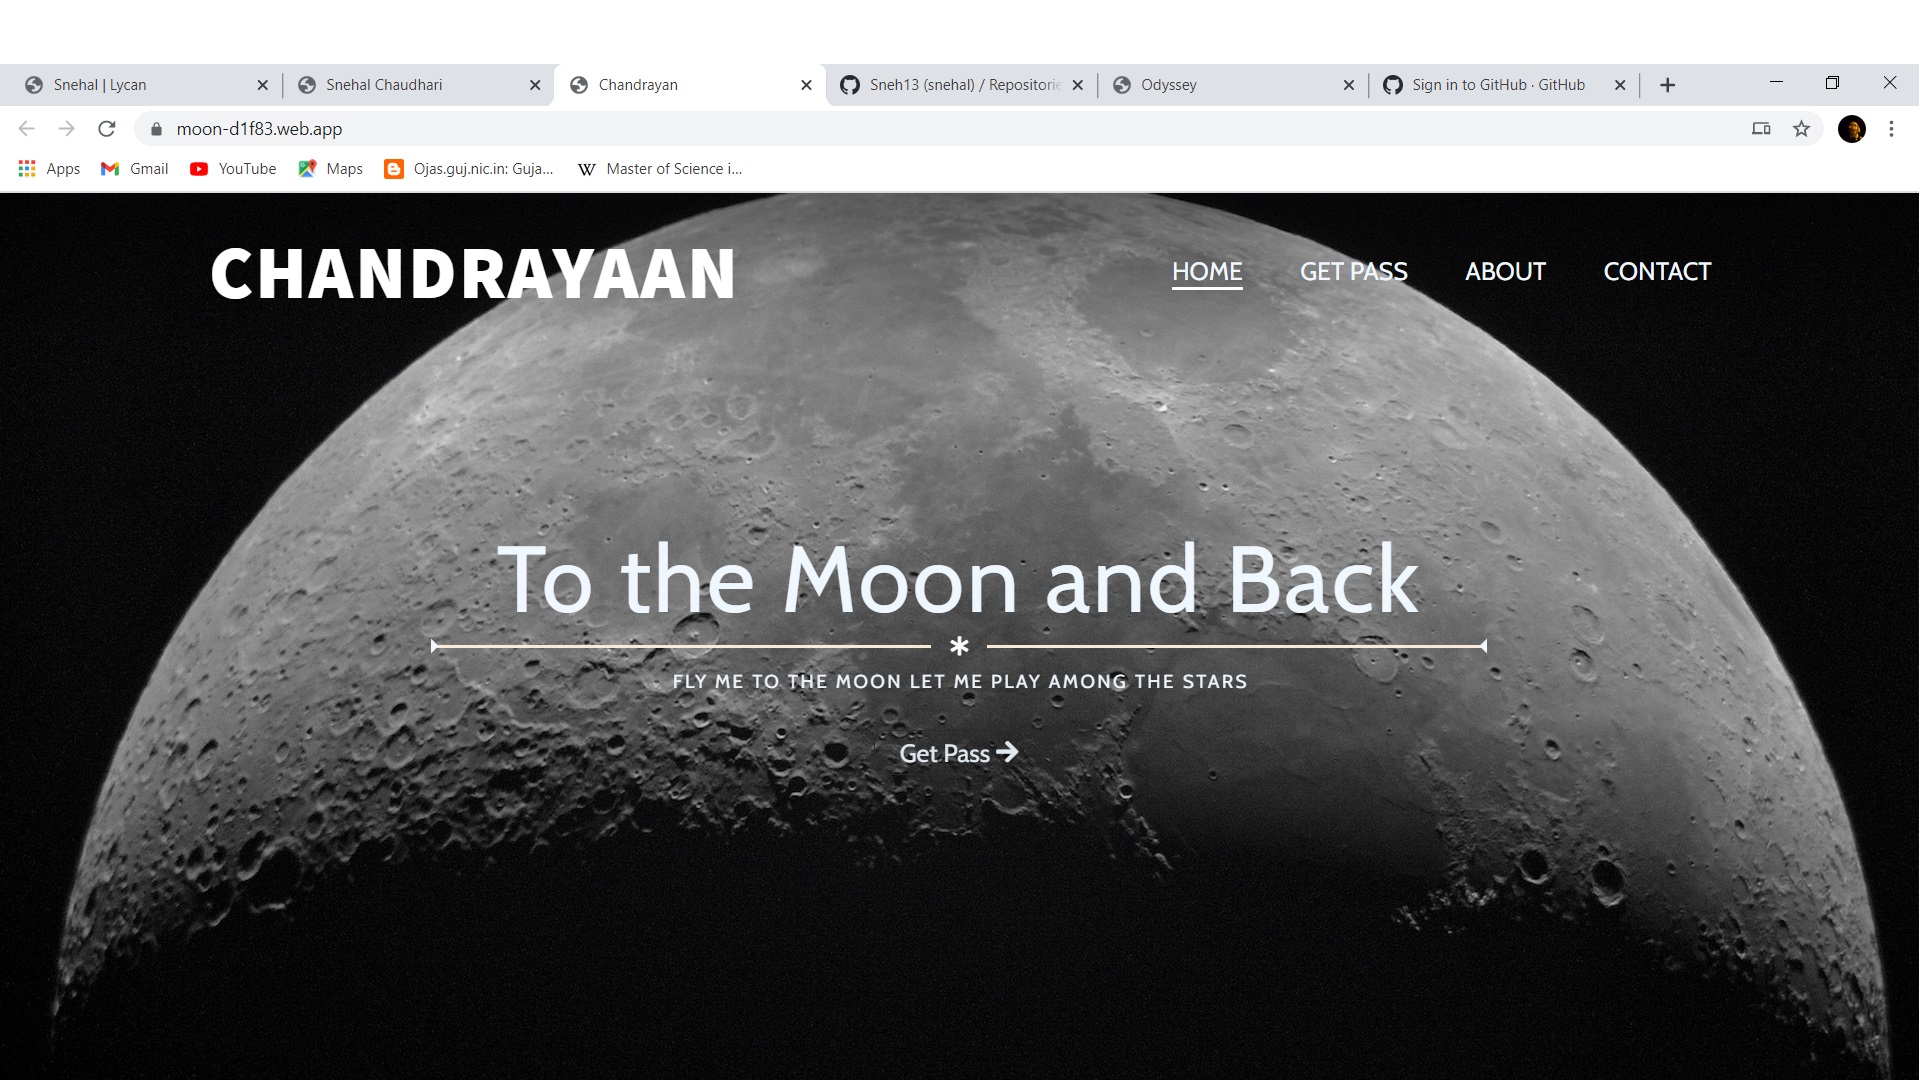 Snehal | Lycan
Snehal Chaudhari
Chandrayan
Sneh13 (snehal) / Repositorie
Odyssey
Sign in to GitHub · GitHub
moon-d1f83.web.app
Apps
Gmail
YouTube
Maps
Ojas.guj.nic.in: Guja...
Master of Science i...
CHANDRAYAAN
HOME
GET PASS
ABOUT
CONTACT
To the Moon and Back
FLY ME TO THE MOON LET ME PLAY AMONG THE STARS
Get Pass